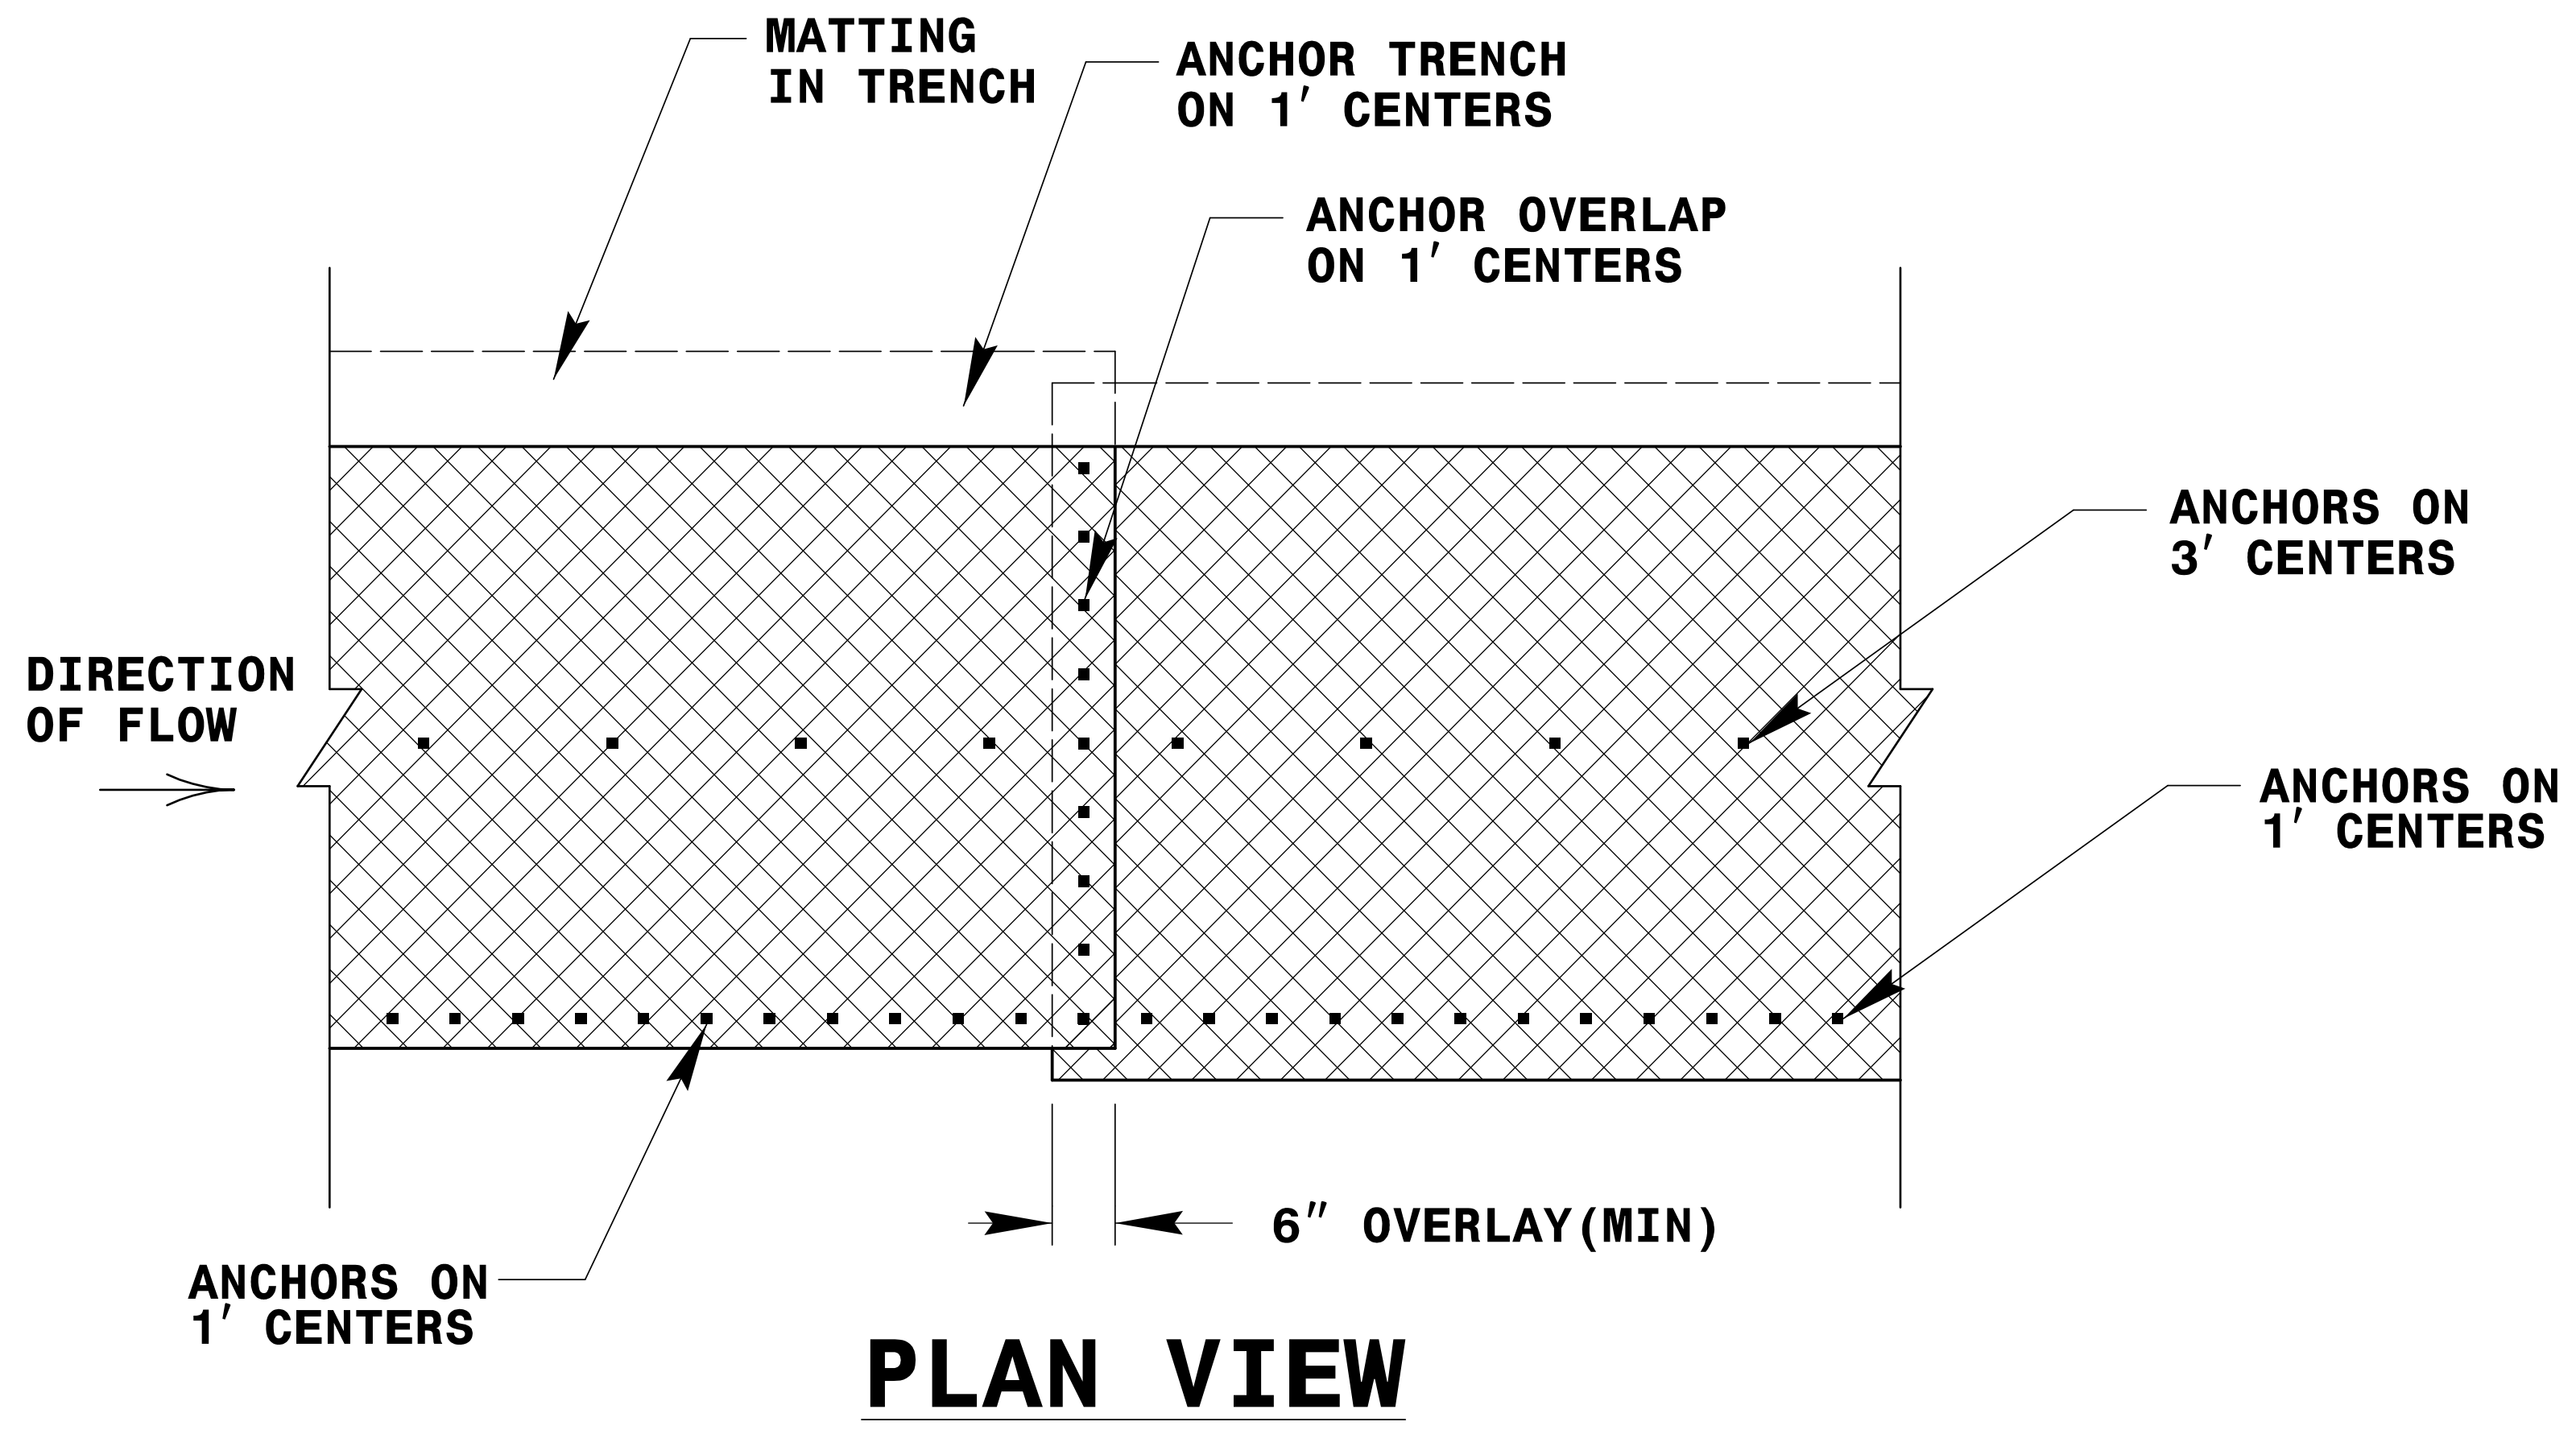 MATTING
IN TRENCH
ANCHOR TRENCH
ON 1' CENTERS
ANCHOR OVERLAP
ON 1' CENTERS
ANCHORS ON
3' CENTERS
DIRECTION
OF FLOW
ANCHORS ON
1' CENTERS
6" OVERLAY(MIN)
ANCHORS ON
1' CENTERS
PLAN VIEW